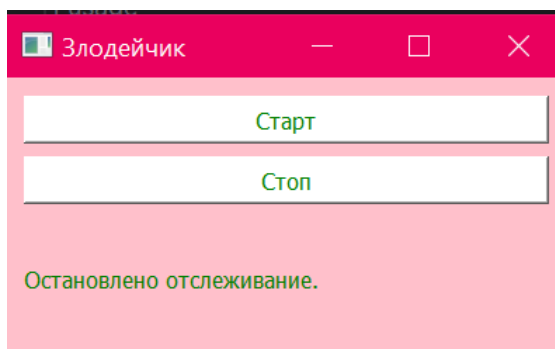 Злодейчик
Старт
Стоп
Остановлено отслеживание.